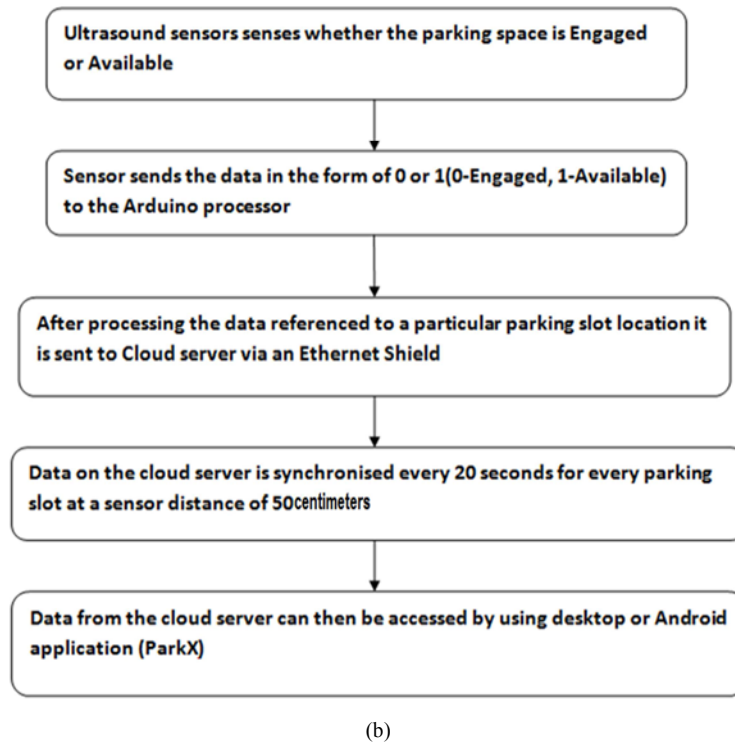 Ultrasound sensors senses whether the parking space is Engaged
or Available
Sensor sends the data in the form of 0 or 1(0-Engaged, 1-Available)
to the Arduino processor
After processing the data referenced to a particular parking slot location it
is sent to Cloud server via an Ethernet Shield
Data on the cloud server is synchronised every 20 seconds for every parking
slot at a sensor distance of 50centimeters
Data from the cloud server can then be accessed by using desktop or Android
application (ParkX)
(b)